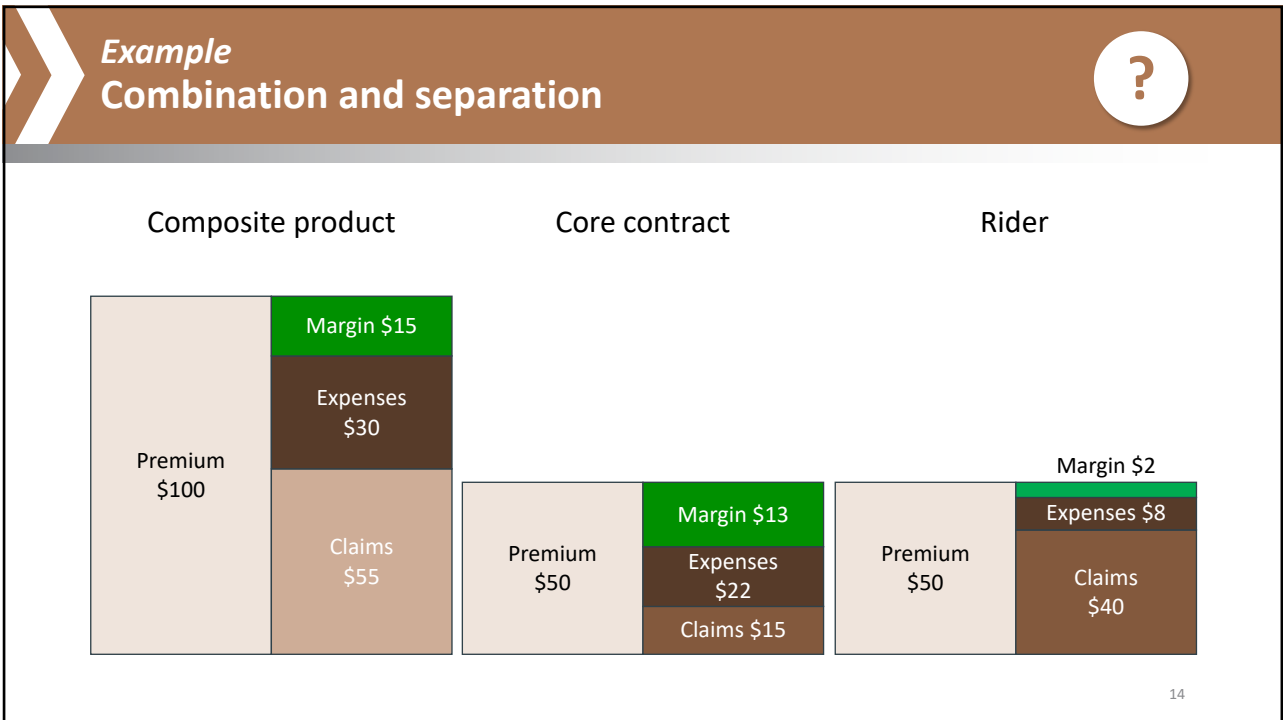 Example
Combination and separation
?
Composite product
Core contract
Rider
Premium
$100
Margin $15
Expenses
$30
Claims
$55
Premium
$50
Margin $13
Expenses
$22
Claims $15
Premium
$50
Margin $2
Expenses $8
Claims
$40
14